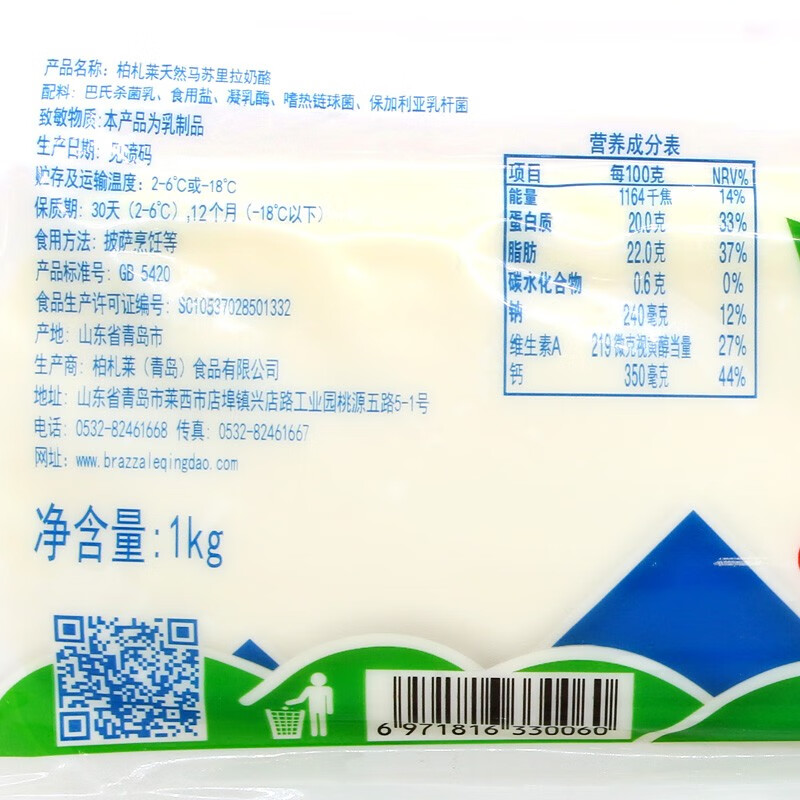 产品名称：柏札莱天然马苏里拉奶酪
配料：巴氏杀菌乳、食用盐、凝乳酶、嗜热链球菌、保加利亚乳杆菌
致敏物质:本产品为乳制品
生产日期：见喷码
贮存及运输温度：2-6℃或-18℃
保质期：30天（2-6℃）,12个月（-18℃以下）
食用方法：披萨烹饪等
产品标准号：GB 5420
食品生产许可证编号：SC10537028501332
产地：山东省青岛市
生产商：柏札莱（青岛）食品有限公司
地址：山东省青岛市莱西市店埠镇兴店路工业园桃源五路5-1号
电话：0532-82461668 传真：0532-82461667
网址：www.brazzaleqingdao.com
净含量:1kg
营养成分表
项目 每100克 NRV%
能量 1164千焦 14%
蛋白质 20.0克 33%
脂肪 22.0克 37%
碳水化合物 0.6克 0%
钠 240毫克 12%
维生素A 219微克视黄醇当量 27%
钙 350毫克 44%
6 971816 330060